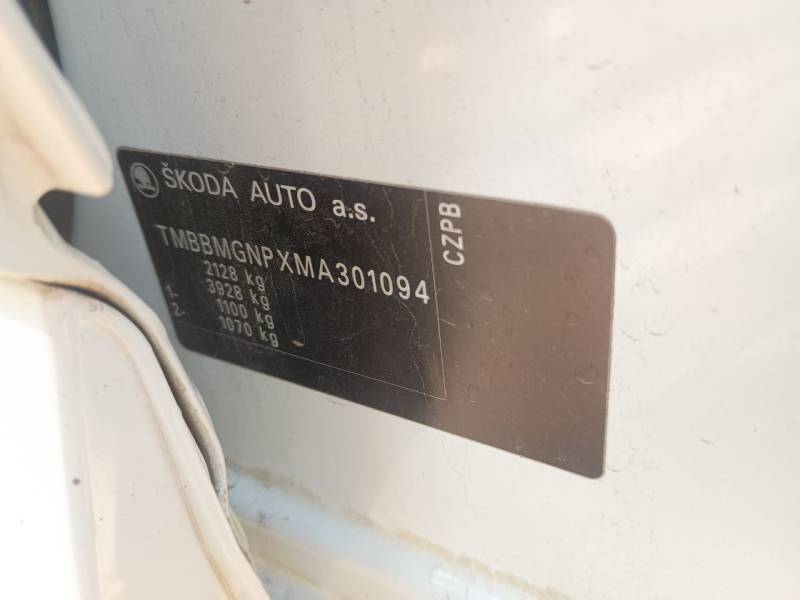 ŠKODA AUTO a.s.
TMBBMGNPXMA301094
2128 kg
3928 kg
1- 1100 kg
2- 1070 kg
CZPB